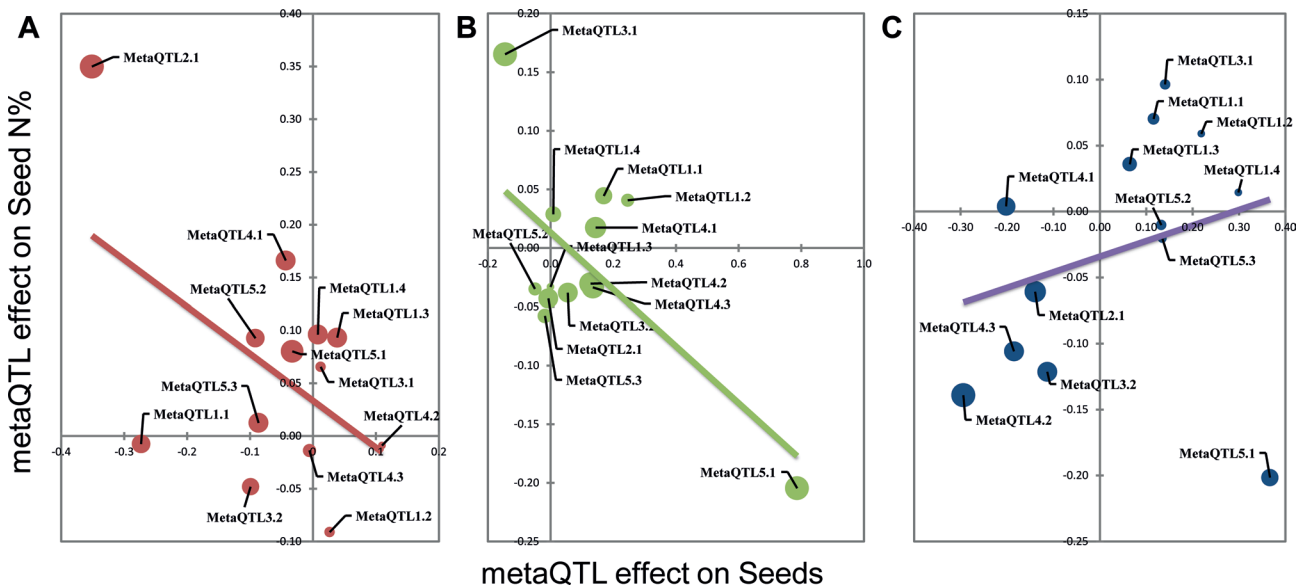 A
B
C
metaQTL effect on Seed N%
metaQTL effect on Seeds
0.40
0.35
0.30
0.25
0.20
0.15
0.10
0.05
0.00
-0.05
-0.10
-0.4
-0.3
-0.2
-0.1
0
0.1
0.2
MetaQTL2.1
MetaQTL4.1
MetaQTL5.2
MetaQTL1.4
MetaQTL1.3
MetaQTL5.1
MetaQTL3.1
MetaQTL5.3
MetaQTL1.1
MetaQTL4.2
MetaQTL4.3
MetaQTL3.2
MetaQTL1.2
0.20
0.15
0.10
0.05
0.00
-0.05
-0.10
-0.15
-0.20
-0.25
-0.2
0.0
0.2
0.4
0.6
0.8
1.0
MetaQTL3.1
MetaQTL1.4
MetaQTL1.1
MetaQTL1.2
MetaQTL4.1
MetaQTL5.2
MetaQTL1.3
MetaQTL4.2
MetaQTL4.3
MetaQTL3.2
MetaQTL2.1
MetaQTL5.3
MetaQTL5.1
0.15
0.10
0.05
0.00
-0.05
-0.10
-0.15
-0.20
-0.25
-0.40
-0.30
-0.20
-0.10
0.00
0.10
0.20
0.30
0.40
MetaQTL3.1
MetaQTL1.1
MetaQTL1.2
MetaQTL1.3
MetaQTL1.4
MetaQTL4.1
MetaQTL5.2
MetaQTL5.3
MetaQTL2.1
MetaQTL4.3
MetaQTL3.2
MetaQTL4.2
MetaQTL5.1